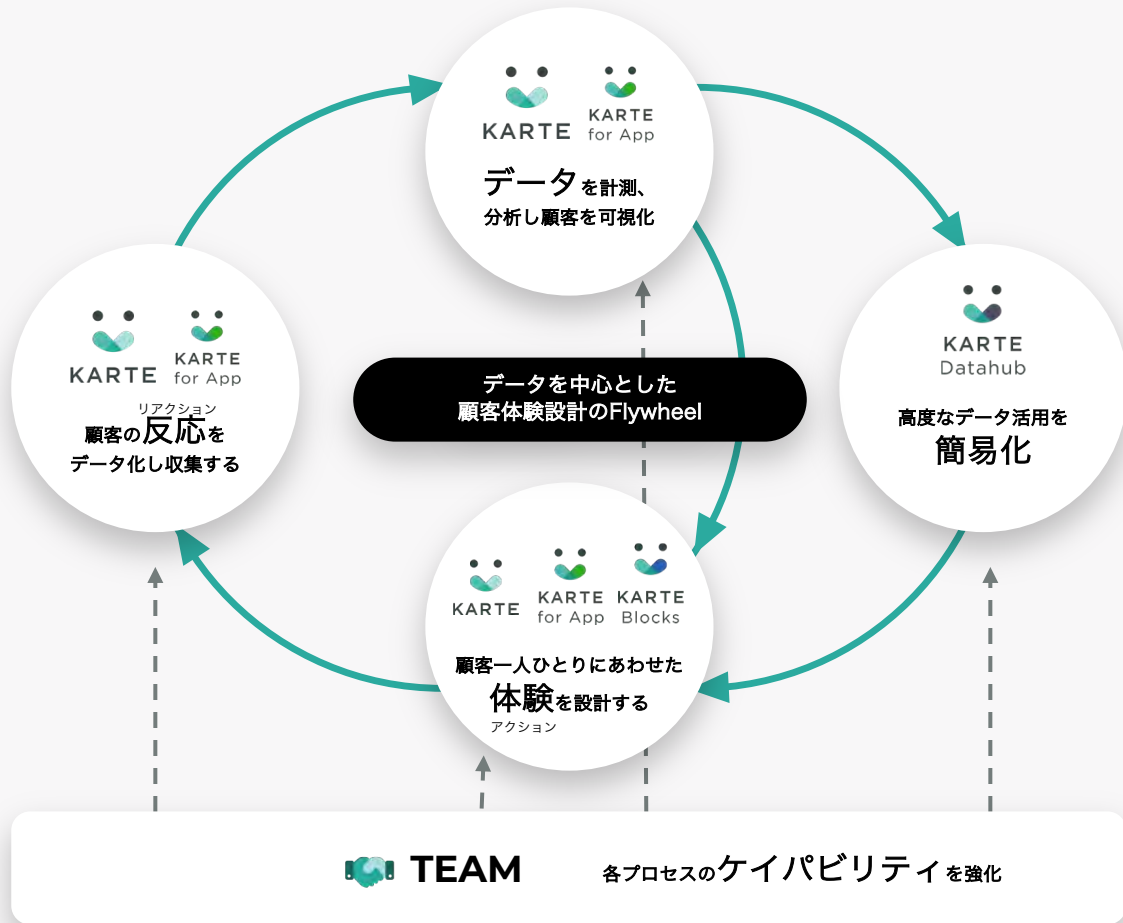 KARTE
KARTE
for App
データを計測、
分析し顧客を可視化
KARTE
KARTE
for App
リアクション
顧客の反応を
データ化し収集する
データを中心とした
顧客体験設計のFlywheel
KARTE
Datahub
高度なデータ活用を
簡易化
KARTE
KARTE
for App
KARTE
Blocks
顧客一人ひとりにあわせた
体験を設計する
アクション
TEAM
各プロセスのケイパビリティを強化